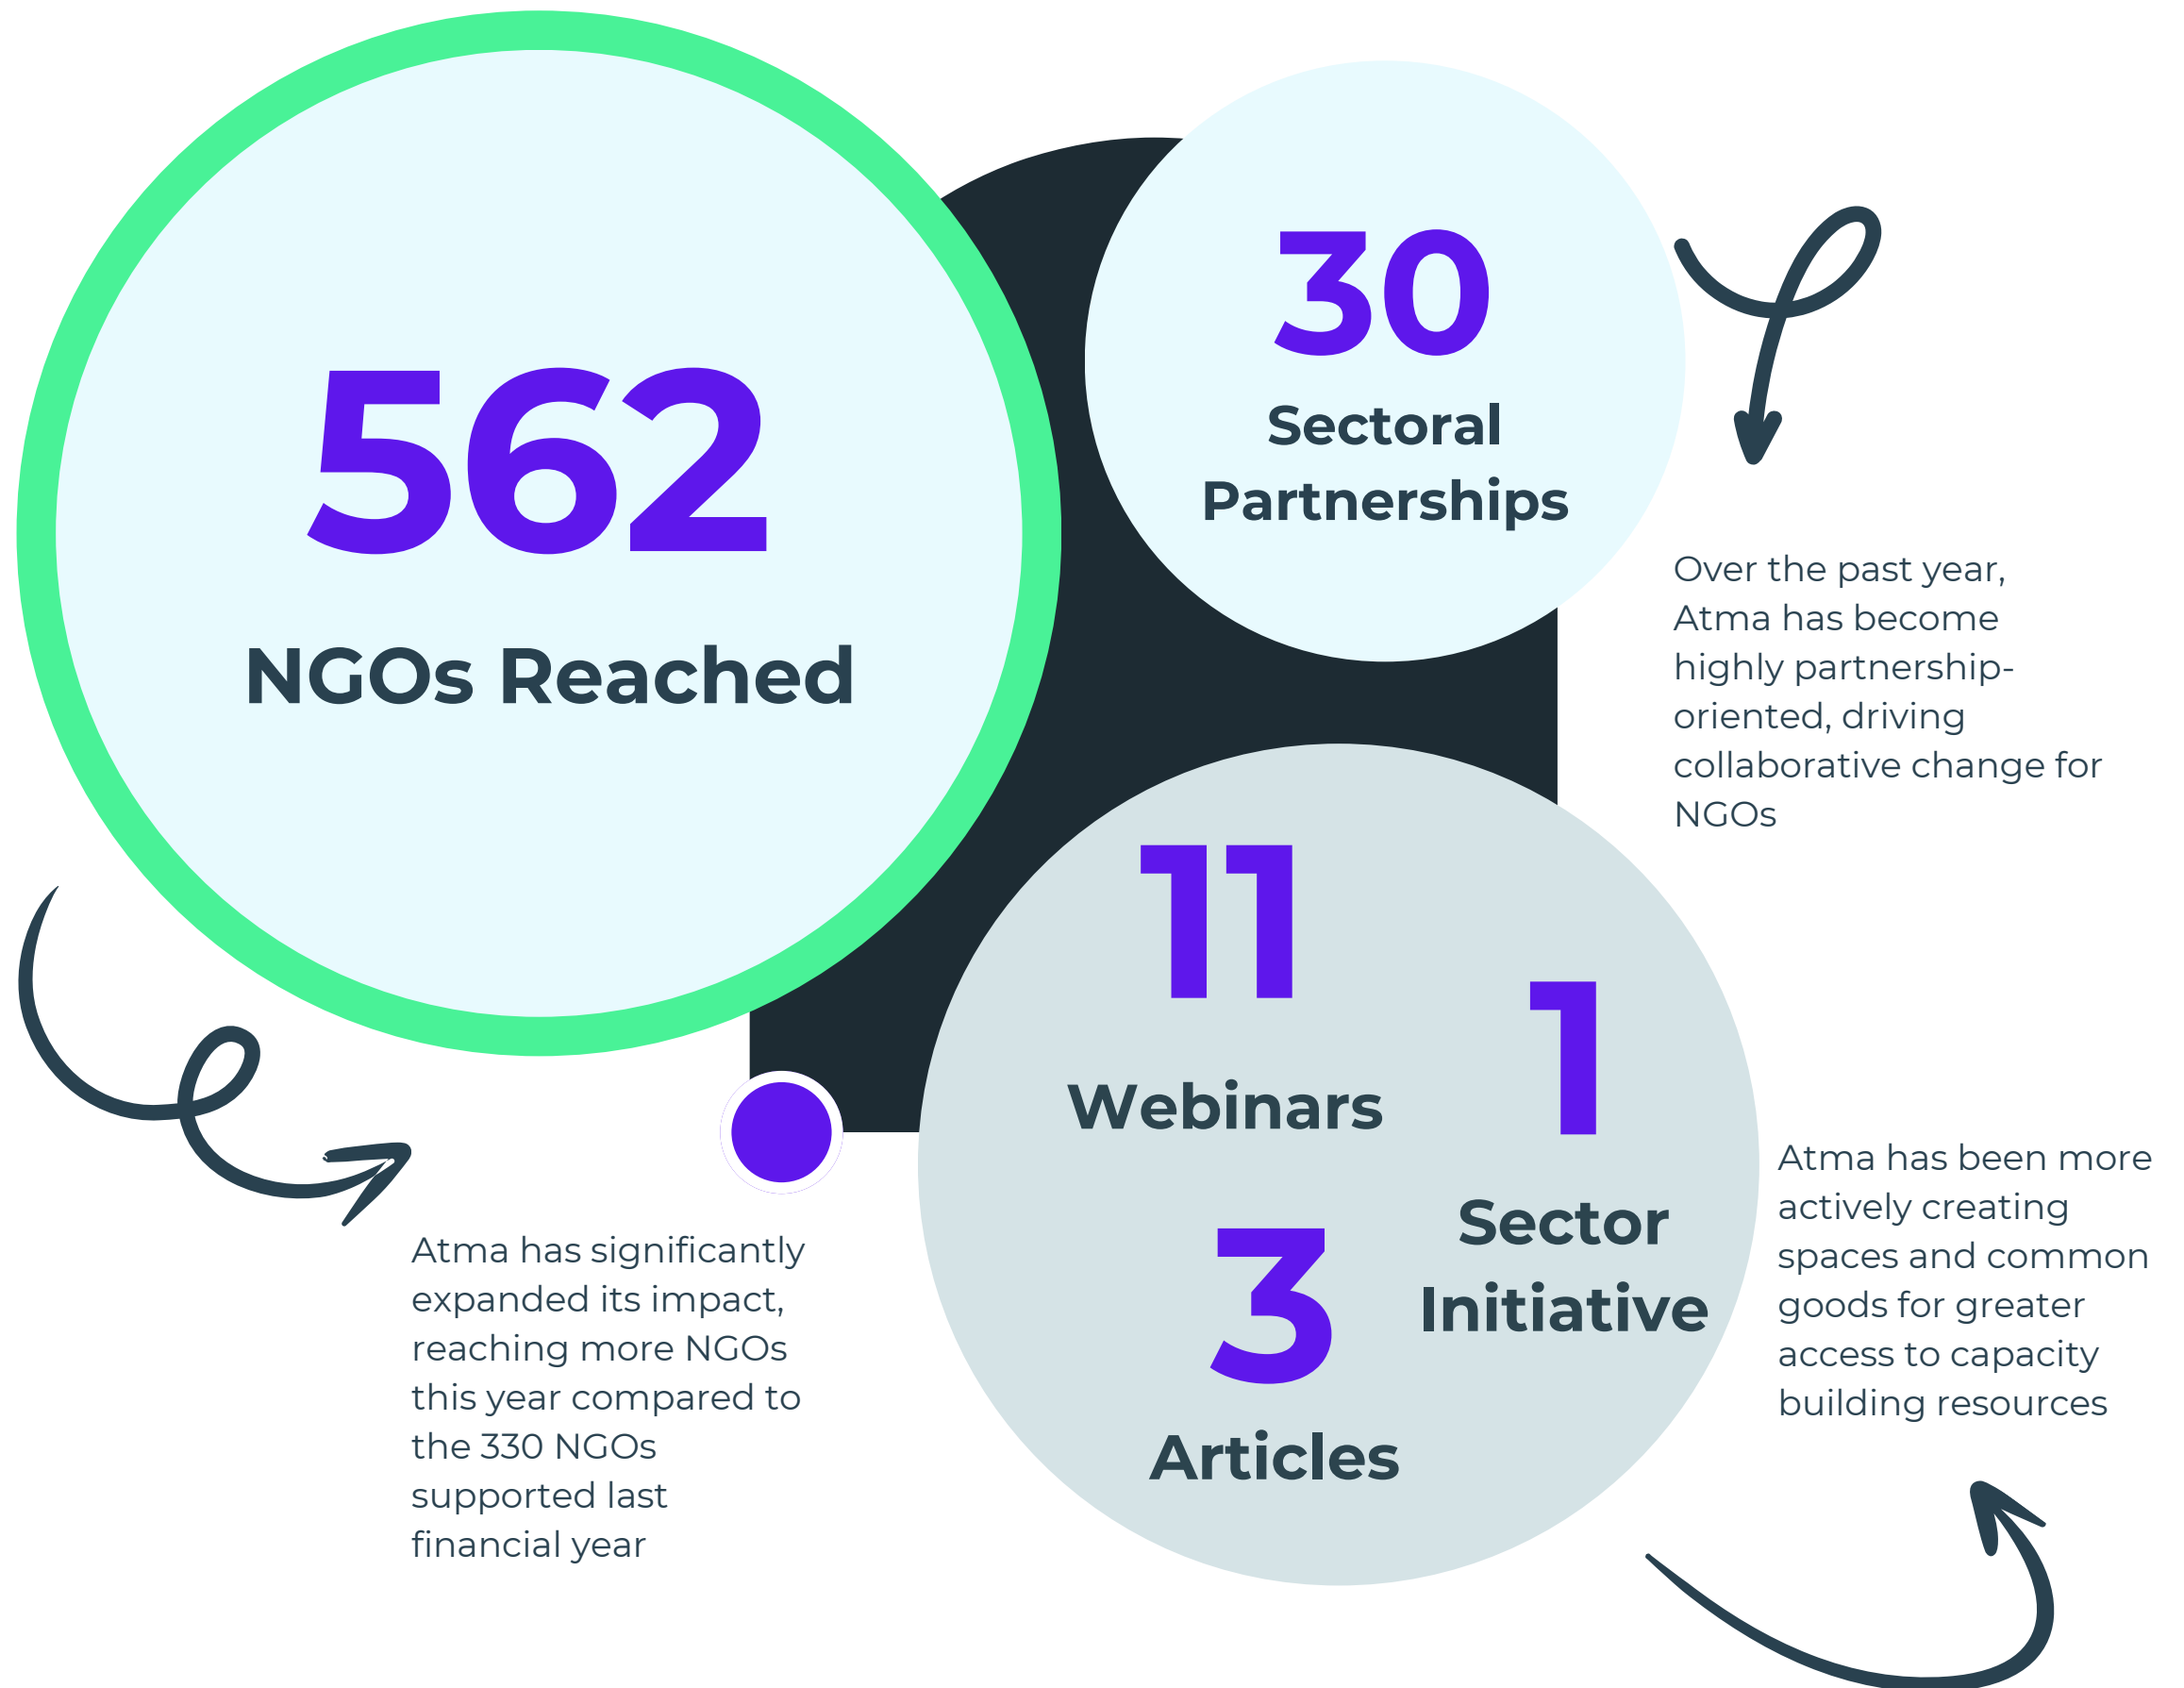 562
NGOs Reached
30
Sectoral
Partnerships
Over the past year,
Atma has become
highly partnership-
oriented, driving
collaborative change for
NGOs
11
Webinars
1
Sector
Initiative
3
Articles
Atma has been more
actively creating
spaces and common
goods for greater
access to capacity
building resources
Atma has significantly
expanded its impact,
reaching more NGOs
this year compared to
the 330 NGOs
supported last
financial year